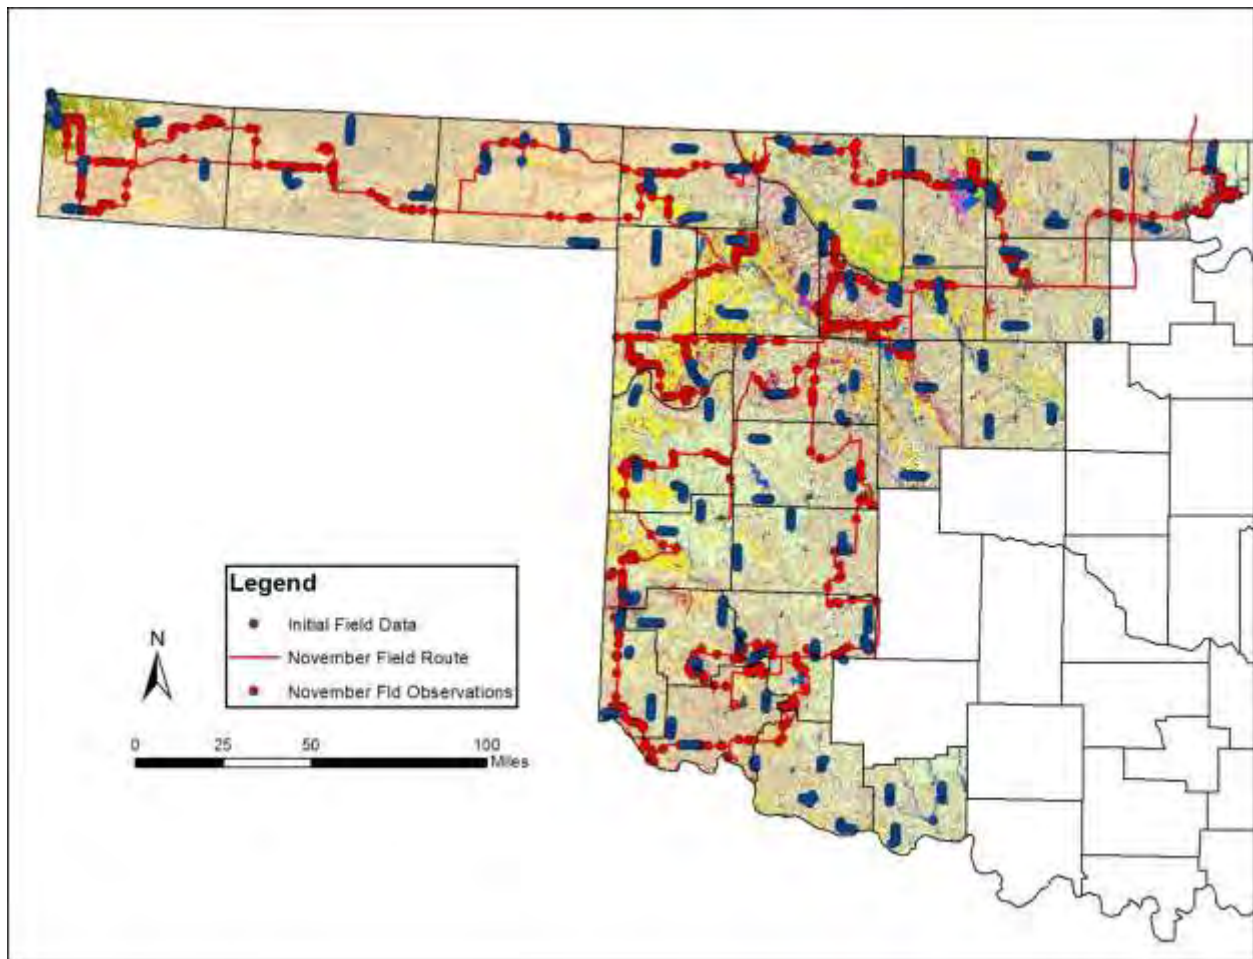 Legend
Initial Field Data
November Field Route
November Fld Observations
N
0 25 50 100
Miles